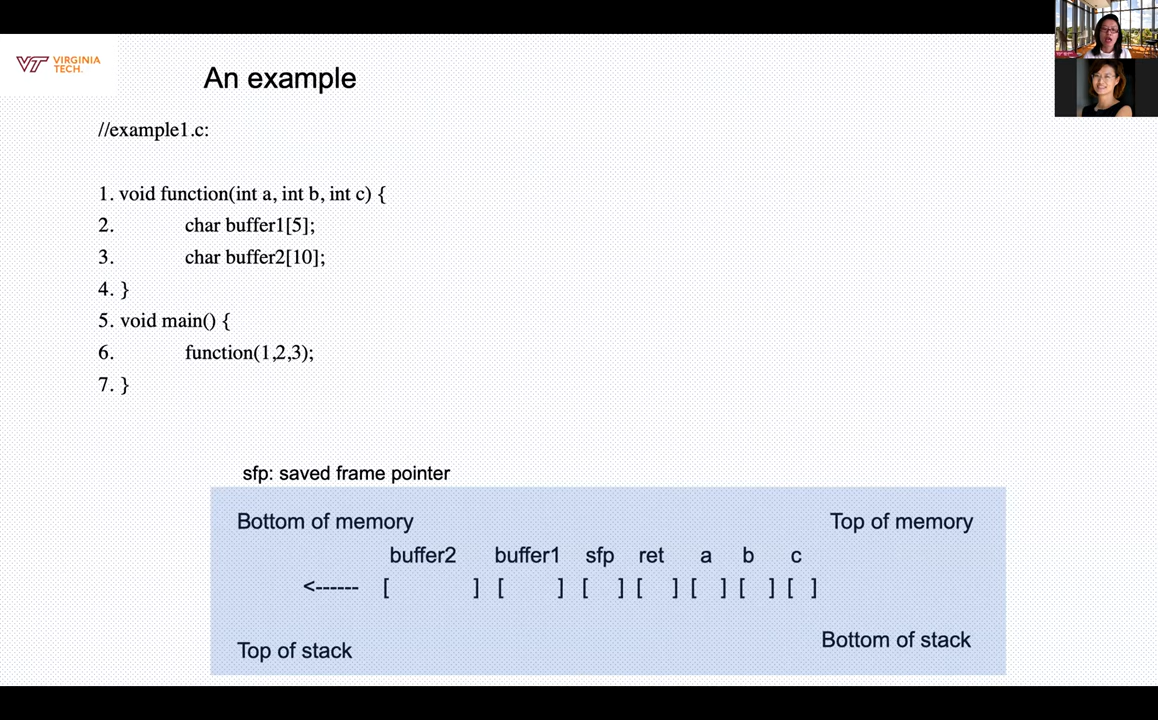 VT VIRGINIA
TECH.
An example
//example1.c:
1. void function(int a, int b, int c) {
2. char buffer1[5];
3. char buffer2[10];
4. }
5. void main() {
6. function(1,2,3);
7. }
sfp: saved frame pointer
Bottom of memory Top of memory
buffer2 buffer1 sfp ret a b c
<------ [ ] [ ] [ ] [ ] [ ] [ ] [ ]
Top of stack Bottom of stack